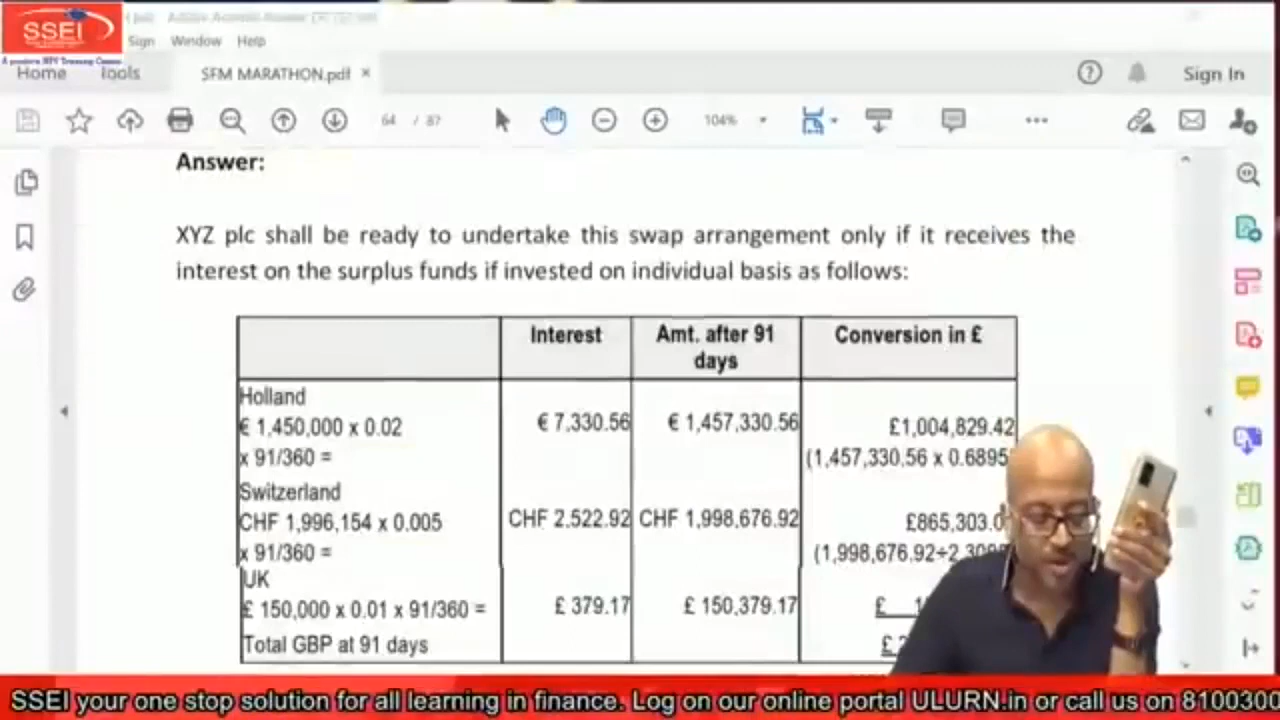 SSEI
Sign Window Help
Home Tools SFM MARATHON.pdf × Sign In
64 / 87 104%
Answer:
XYZ plc shall be ready to undertake this swap arrangement only if it receives the
interest on the surplus funds if invested on individual basis as follows:
Interest Amt. after 91 days Conversion in £
Holland
€ 1,450,000 x 0.02 € 7,330.56 € 1,457,330.56 £1,004,829.42
x 91/360 = (1,457,330.56 x 0.6895
Switzerland
CHF 1,996,154 x 0.005 CHF 2.522.92 CHF 1,998,676.92 £865,303.0
x 91/360 = (1,998,676.92÷2.309
UK
£ 150,000 x 0.01 x 91/360 = £ 379.17 £ 150,379.17 £
Total GBP at 91 days £
SSEI your one stop solution for all learning in finance. Log on our online portal ULURN.in or call us on 8100300